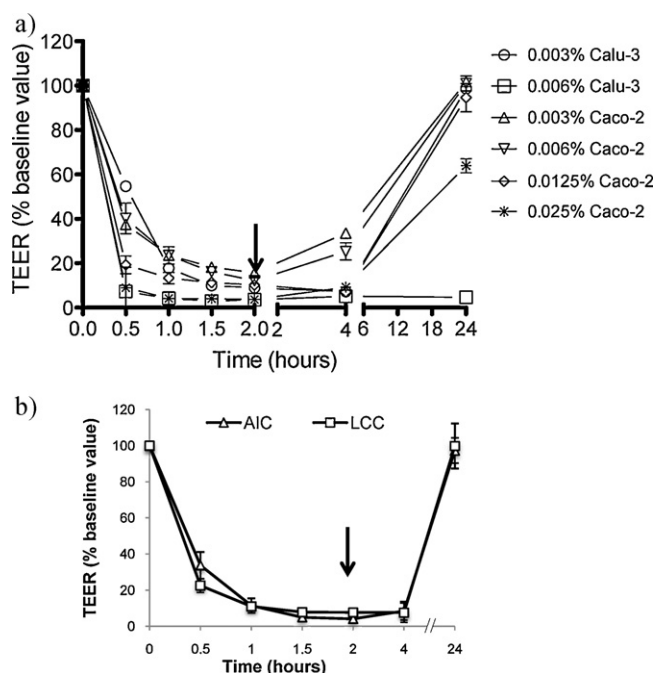 a)
120
100
80
60
40
20
0
TEER (% baseline value)
0.0 0.5 1.0 1.5 2.0 2 4 6 12 18 24
Time (hours)
0.003% Calu-3
0.006% Calu-3
0.003% Caco-2
0.006% Caco-2
0.0125% Caco-2
0.025% Caco-2
b)
AIC LCC
120
100
80
60
40
20
0
TEER (% baseline value)
0 0.5 1 1.5 2 4 // 24
Time (hours)